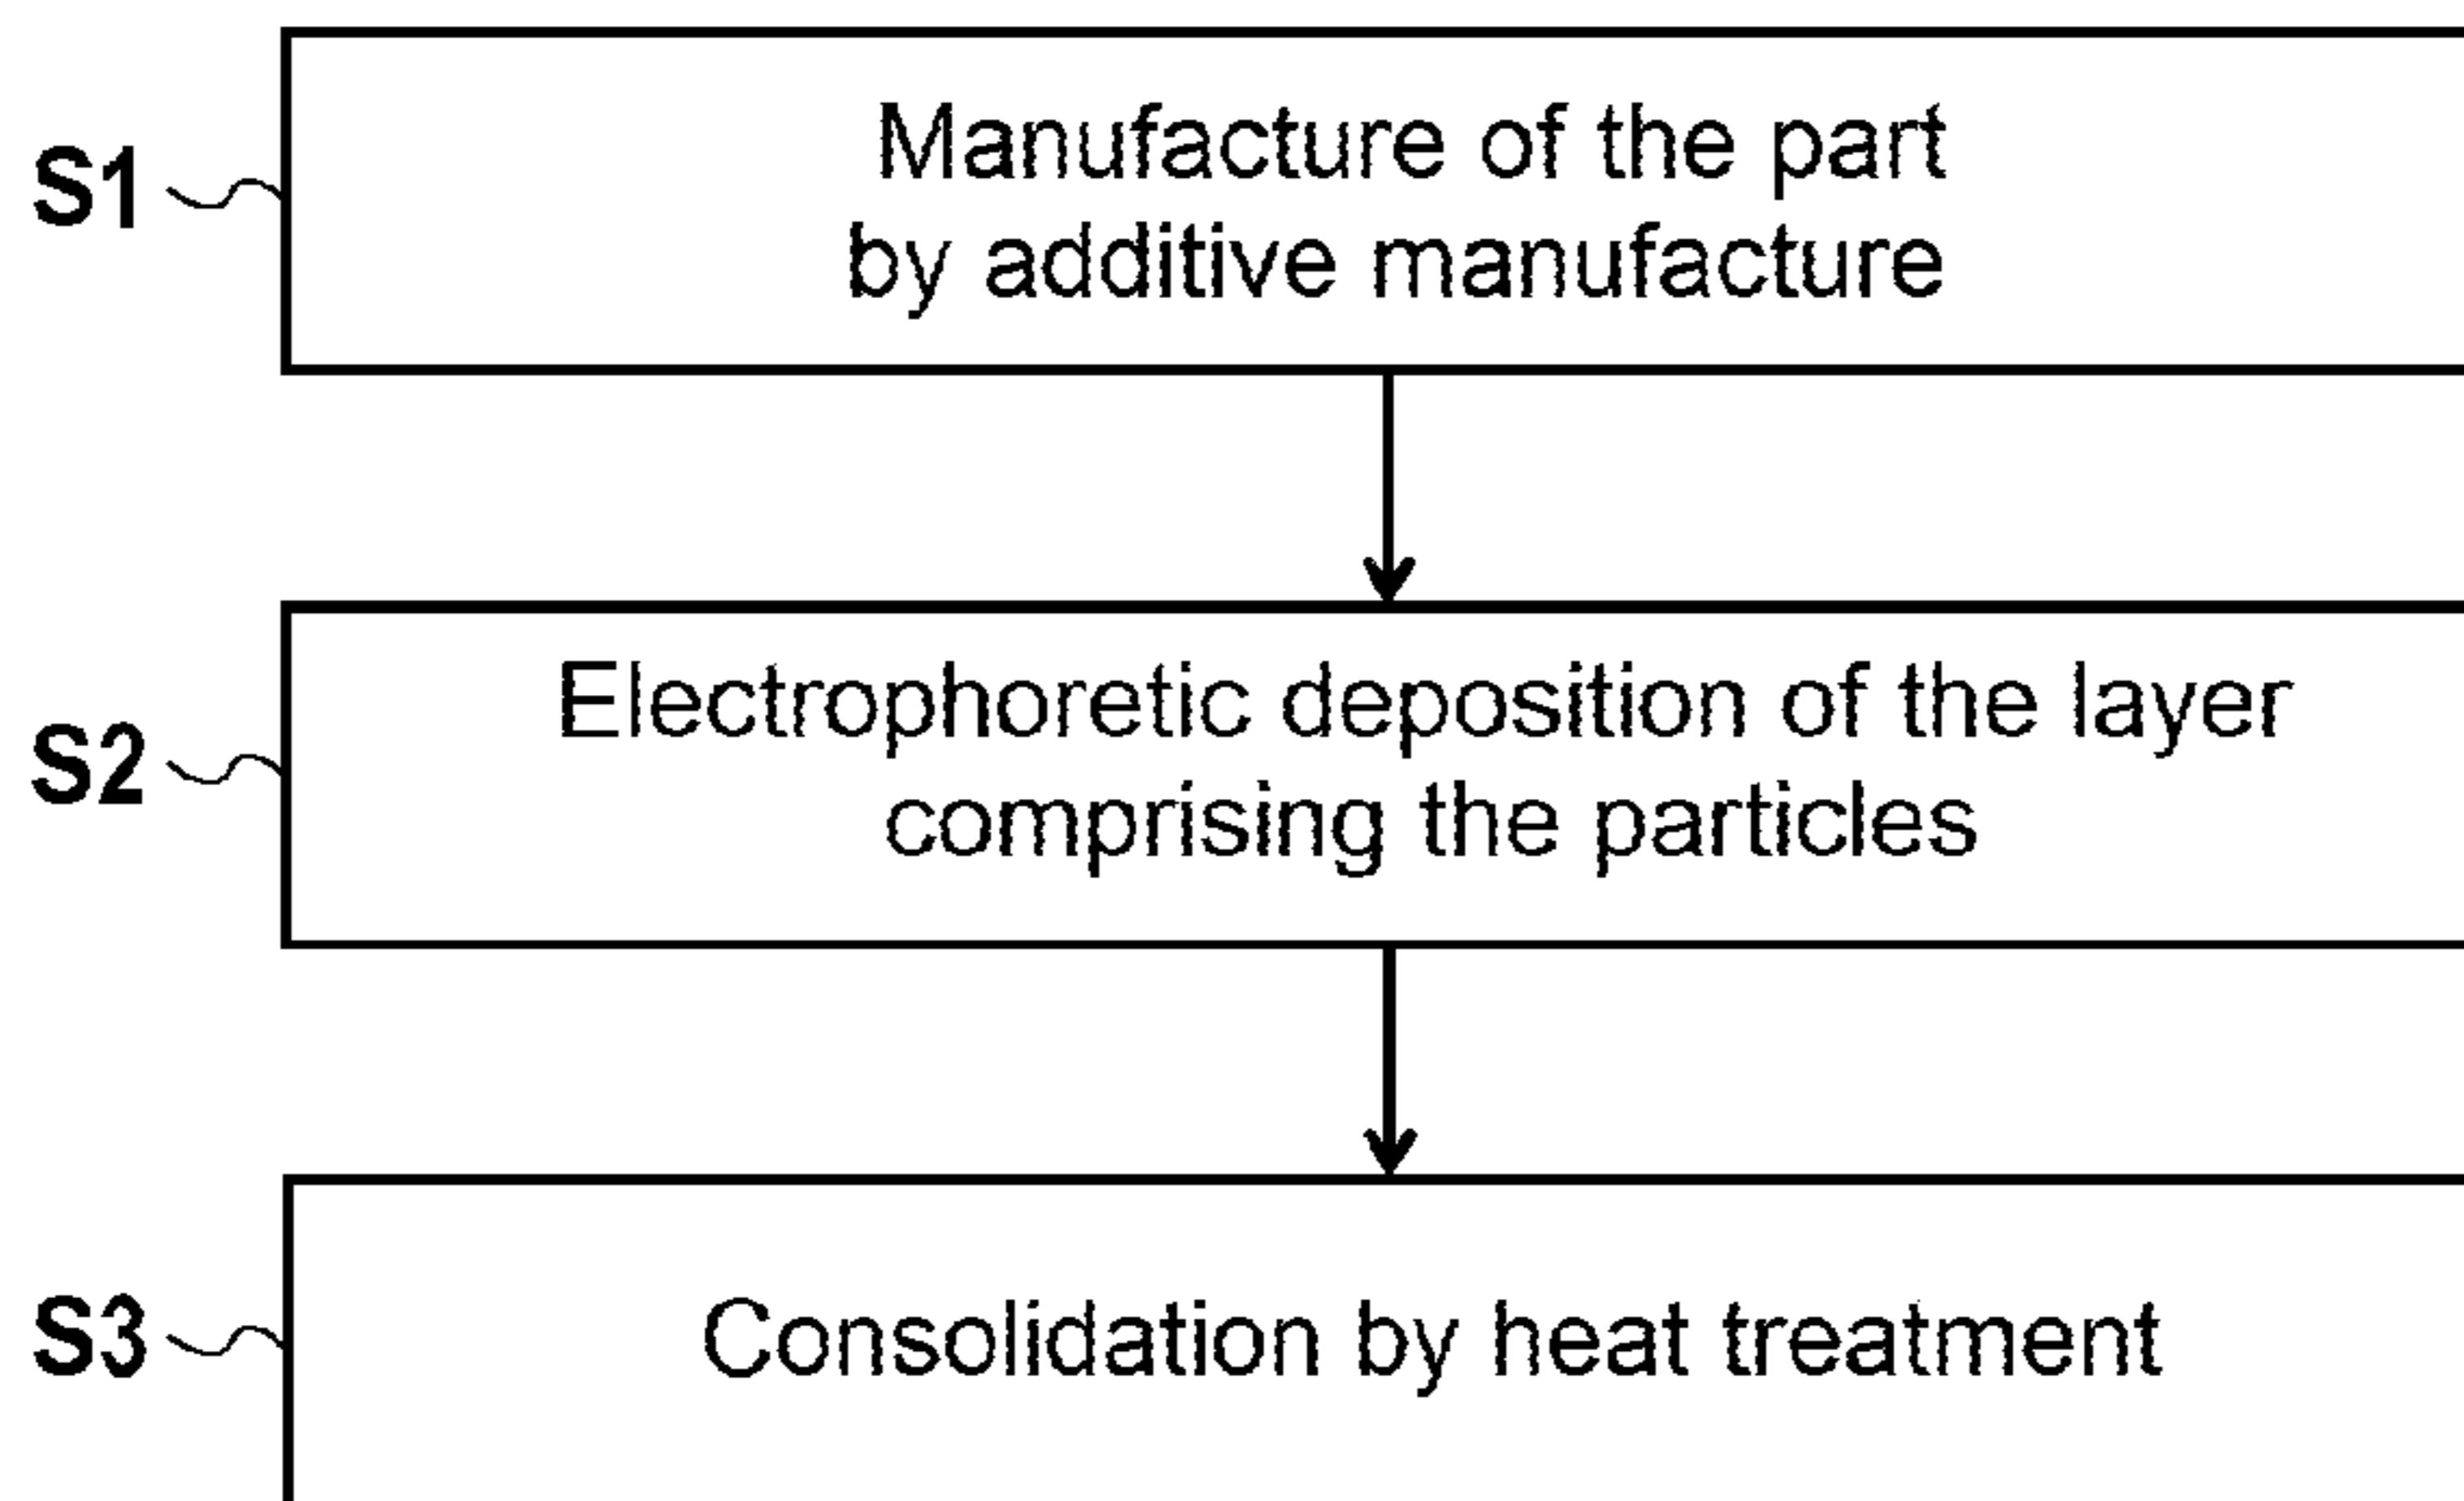 S1
Manufacture of the part
by additive manufacture
S2
Electrophoretic deposition of the layer
comprising the particles
S3
Consolidation by heat treatment